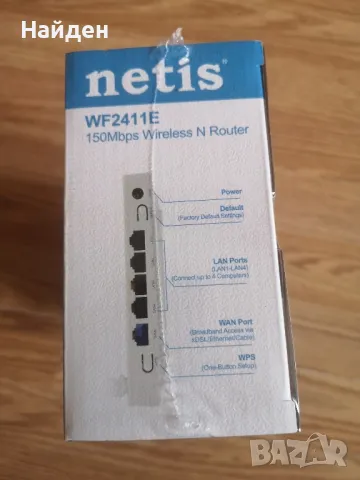 Найден
netis®
WF2411E
150Mbps Wireless N Router
Power
Default
(Factory Default Settings)
LAN Ports
(LAN1-LAN4)
(Connect up to 4 Computers)
WAN Port
(Broadband Access via
xDSL/Ethernet/Cable)
WPS
(One-Button Setup)
BAZAR